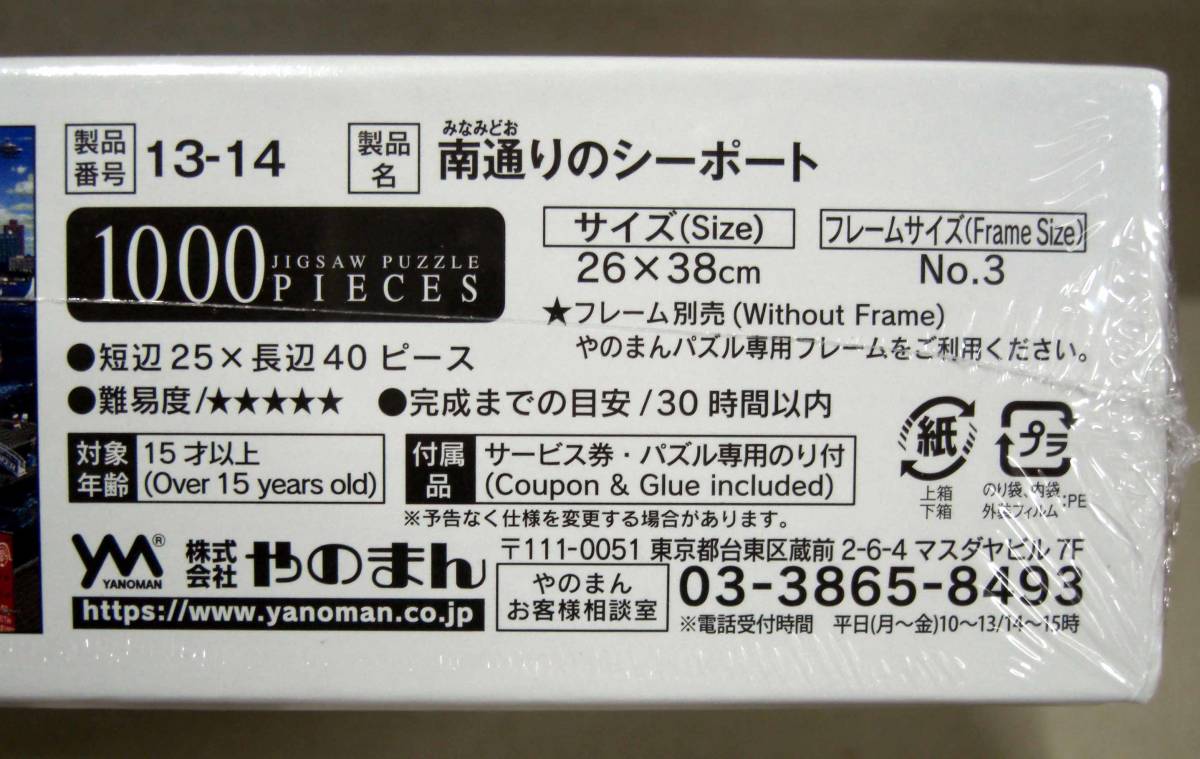 製品番号 13-14
製品名 南通りのシーポート
みなみどお
1000 JIGSAW PUZZLE PIECES
サイズ(Size)
26×38cm
フレームサイズ(Frame Size)
No.3
★フレーム別売(Without Frame)
やのまんパズル専用フレームをご利用ください。
●短辺25×長辺40ピース
●難易度/★★★★★ ●完成までの目安/30時間以内
対象年齢 15才以上
(Over 15 years old)
付属品 サービス券・パズル専用のり付
(Coupon & Glue included)
※予告なく仕様を変更する場合があります。
紙
上箱
下箱
プラ
のり袋、内袋、
外装フィルム:PE
YM®
YANOMAN
株式会社 やのまん
https://www.yanoman.co.jp
〒111-0051 東京都台東区蔵前 2-6-4 マスダヤビル 7F
やのまん
お客様相談室
03-3865-8493
※電話受付時間 平日(月〜金)10〜13/14〜15時